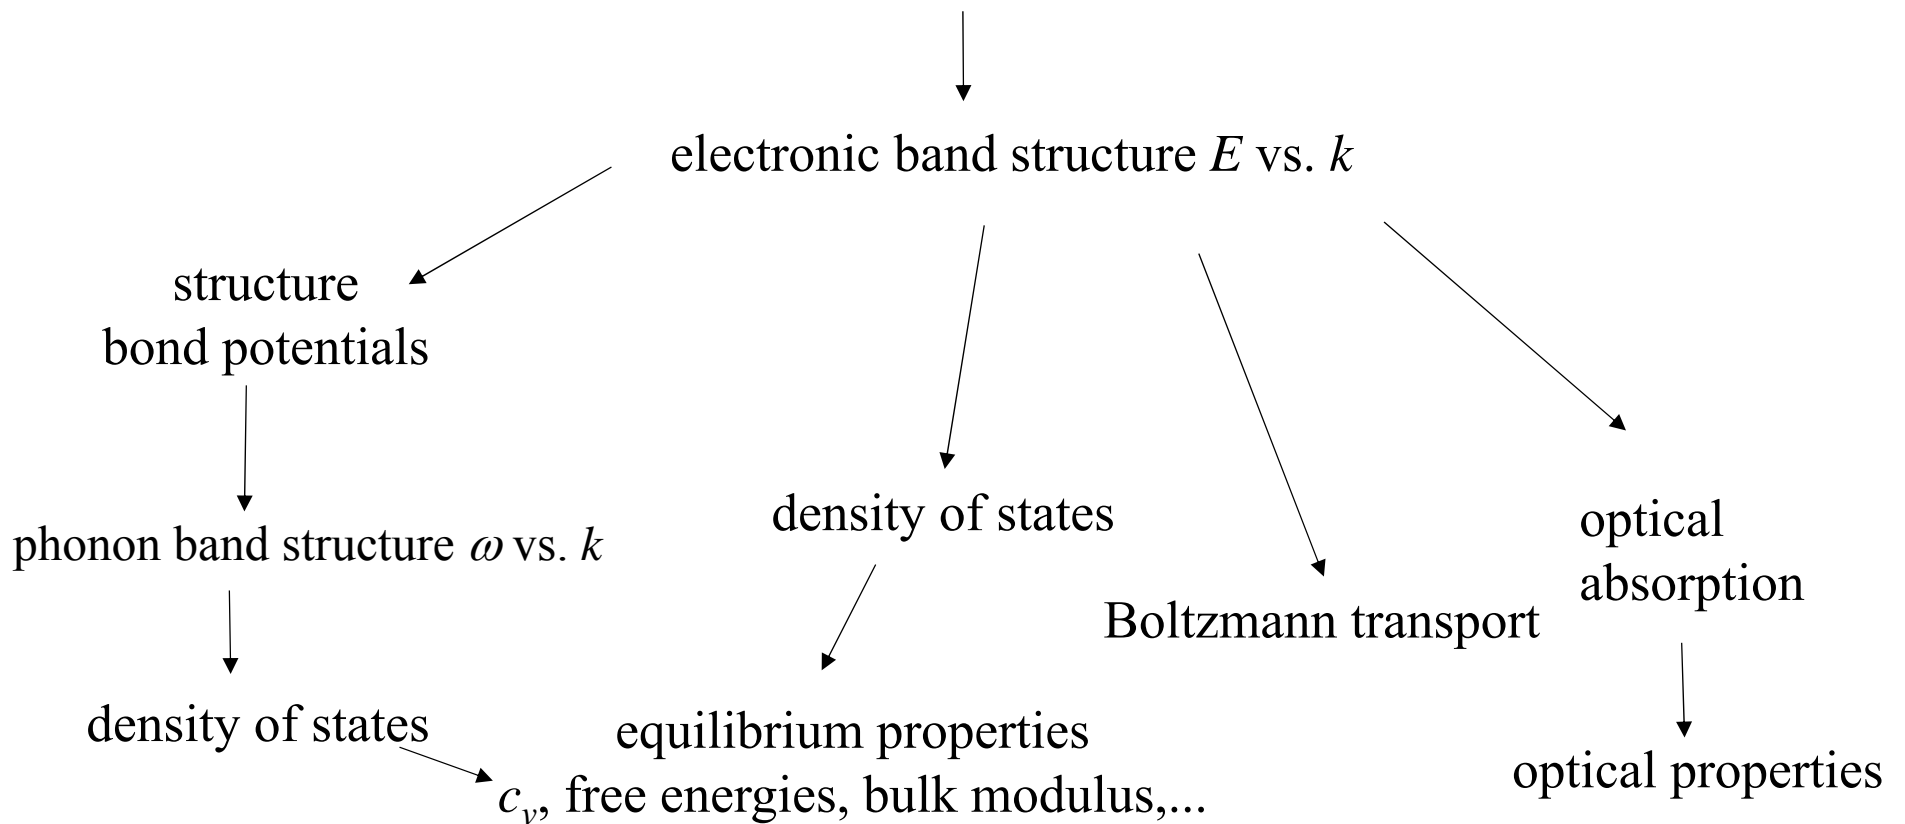 electronic band structure E vs. k
structure
bond potentials
phonon band structure ω vs. k
density of states
density of states
equilibrium properties
cv, free energies, bulk modulus,...
Boltzmann transport
optical
absorption
optical properties